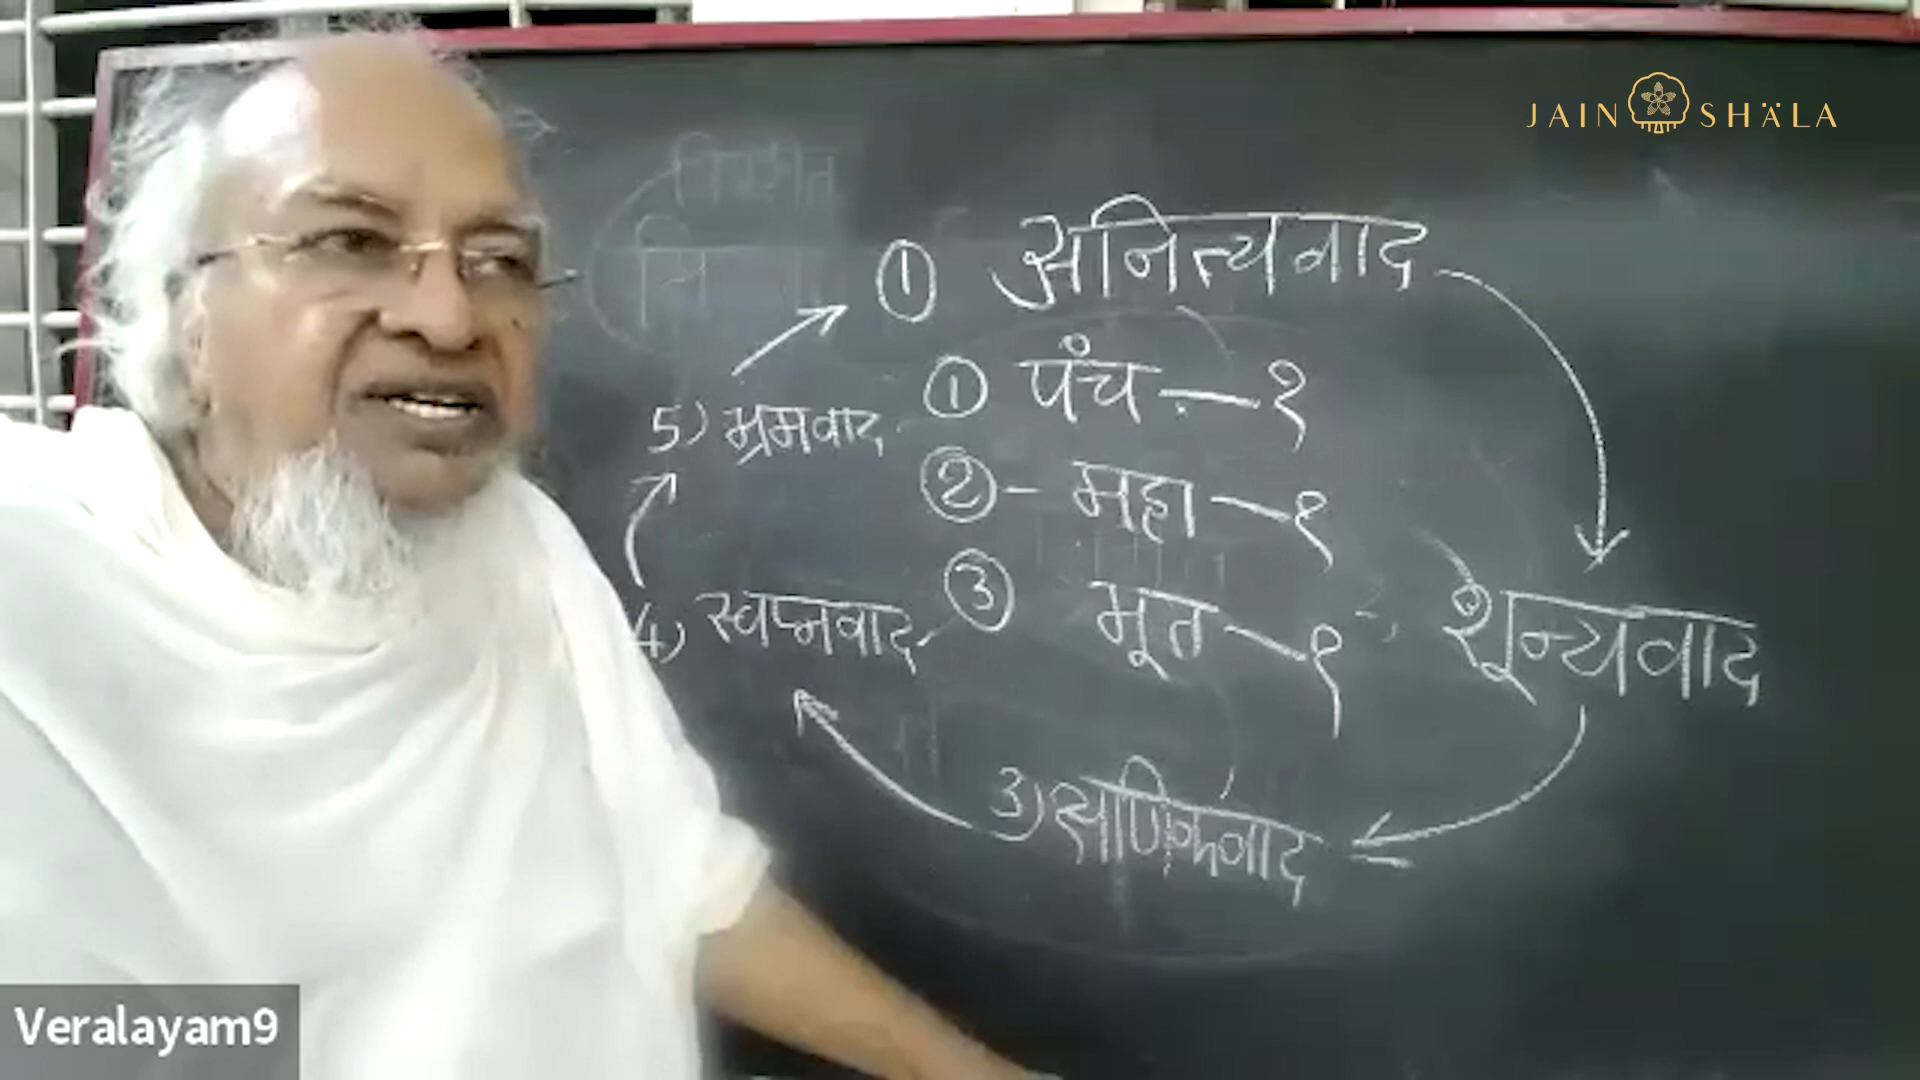 JAIN SHÄLA
① अनित्यवाद
① पंच — १
② - महा — १
③ भूत — १
शून्यवाद
3) क्षणिकवाद
4) स्वप्नवाद
5) भ्रमवाद
Veralayam9